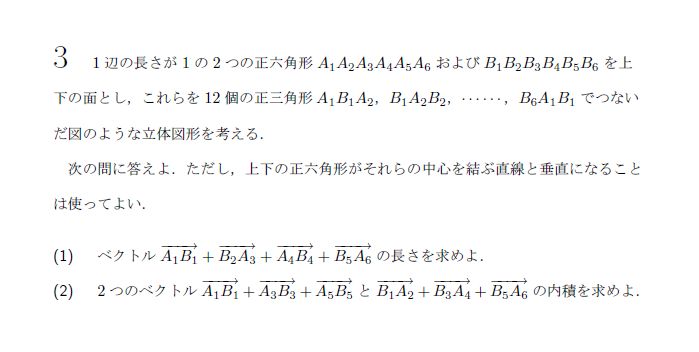 3 1辺の長さが1の2つの正六角形 A₁A₂A₃A₄A₅A₆ および B₁B₂B₃B₄B₅B₆ を上
下の面とし，これらを12個の正三角形 A₁B₁A₂，B₁A₂B₂，······，B₆A₁B₁ でつない
だ図のような立体図形を考える．
次の問に答えよ．ただし，上下の正六角形がそれらの中心を結ぶ直線と垂直になること
は使ってよい．
(1) ベクトル $\overrightarrow{A_1B_1} + \overrightarrow{B_2A_3} + \overrightarrow{A_4B_4} + \overrightarrow{B_5A_6}$ の長さを求めよ．
(2) 2つのベクトル $\overrightarrow{A_1B_1} + \overrightarrow{A_3B_3} + \overrightarrow{A_5B_5}$ と $\overrightarrow{B_1A_2} + \overrightarrow{B_3A_4} + \overrightarrow{B_5A_6}$ の内積を求めよ．